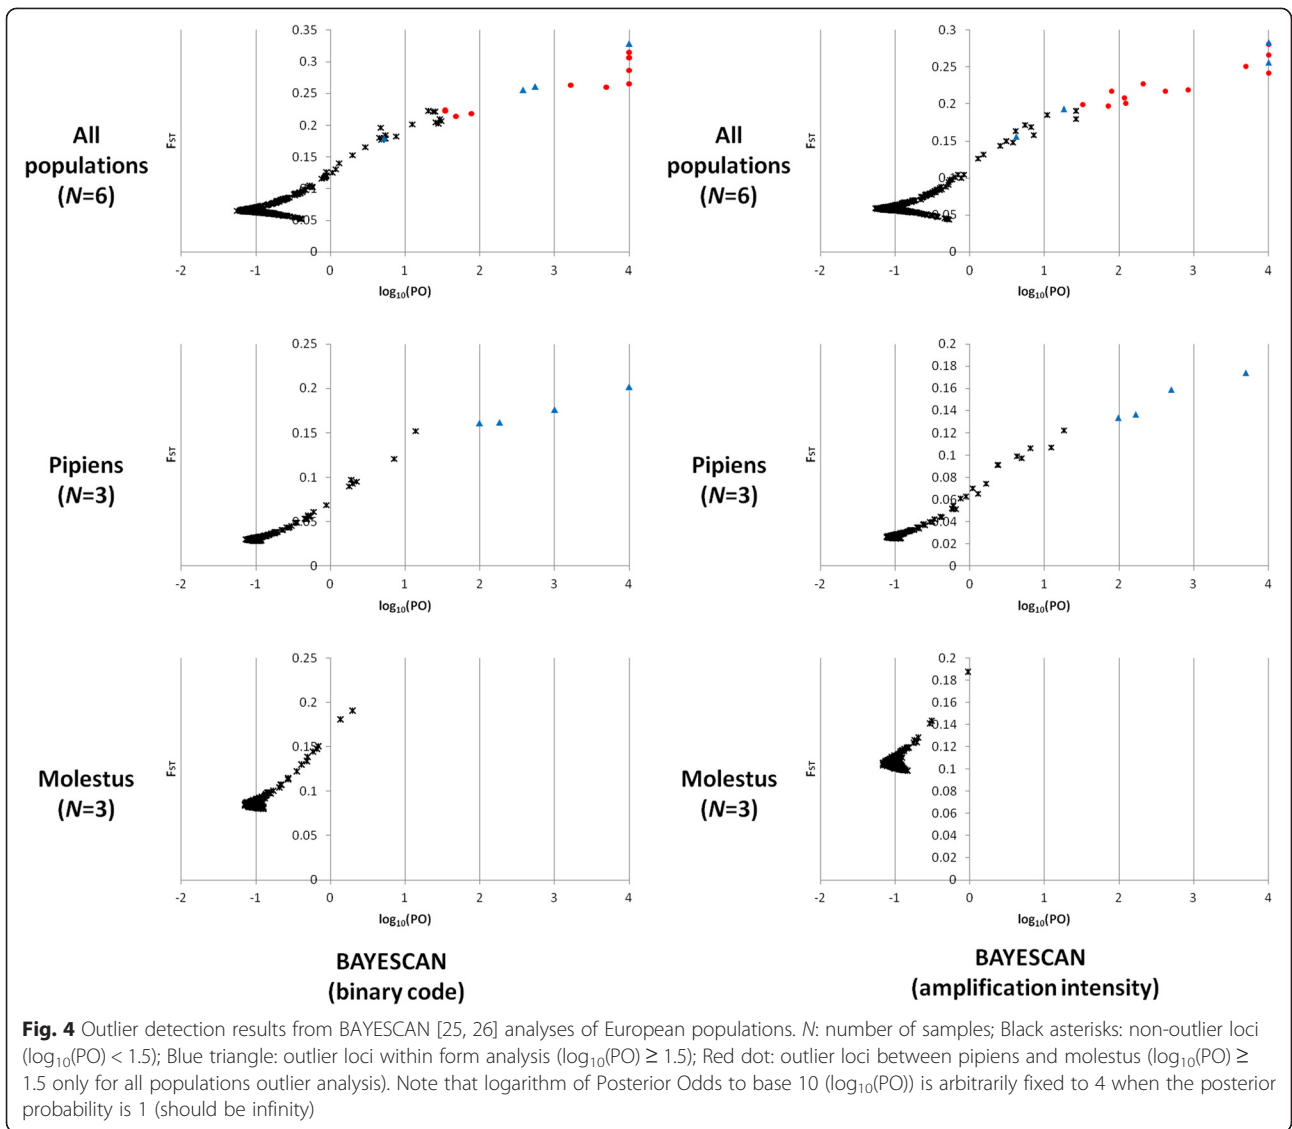 0.35
0.3
0.25
0.2
0.15
0.1
0.05
0
FST
-2 -1 0 1 2 3 4
log10(PO)
All
populations
(N=6)
0.3
0.25
0.2
0.15
0.1
0.05
0
FST
-2 -1 0 1 2 3 4
log10(PO)
All
populations
(N=6)
0.25
0.2
0.15
0.1
0.05
0
FST
-2 -1 0 1 2 3 4
log10(PO)
Pipiens
(N=3)
0.2
0.18
0.16
0.14
0.12
0.1
0.08
0.06
0.04
0.02
0
FST
-2 -1 0 1 2 3 4
log10(PO)
Pipiens
(N=3)
0.25
0.2
0.15
0.1
0.05
0
FST
-2 -1 0 1 2 3 4
log10(PO)
Molestus
(N=3)
0.2
0.18
0.16
0.14
0.12
0.1
0.08
0.06
0.04
0.02
0
FST
-2 -1 0 1 2 3 4
log10(PO)
Molestus
(N=3)
BAYESCAN
(binary code)
BAYESCAN
(amplification intensity)
Fig. 4 Outlier detection results from BAYESCAN [25, 26] analyses of European populations. N: number of samples; Black asterisks: non-outlier loci
(log10(PO) < 1.5); Blue triangle: outlier loci within form analysis (log10(PO) ≥ 1.5); Red dot: outlier loci between pipiens and molestus (log10(PO) ≥
1.5 only for all populations outlier analysis). Note that logarithm of Posterior Odds to base 10 (log10(PO)) is arbitrarily fixed to 4 when the posterior
probability is 1 (should be infinity)